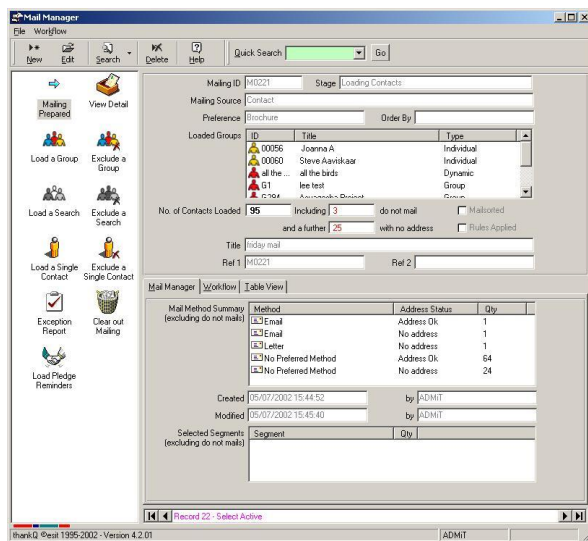 Mail Manager
File Workflow
New Edit Search Delete Help Quick Search Go
Mailing Prepared
View Detail
Load a Group
Exclude a Group
Load a Search
Exclude a Search
Load a Single Contact
Exclude a Single Contact
Exception Report
Clear out Mailing
Load Pledge Reminders
Mailing ID M0221 Stage Loading Contacts
Mailing Source Contact
Preference Brochure Order By
Loaded Groups ID Title Type
00056 Joanna A Individual
00060 Steve Aaviskaar Individual
all the ... all the birds Dynamic
G1 lee test Group
No. of Contacts Loaded 95 Including 3 do not mail Mailsorted
and a further 25 with no address Rules Applied
Title friday mail
Ref 1 M0221 Ref 2
Mail Manager Workflow Table View
Mail Method Summary (excluding do not mails) Method Address Status Qty
Email Address Ok 1
Email No address 1
Letter No address 1
No Preferred Method Address Ok 64
No Preferred Method No address 24
Created 05/07/2002 15:44:52 by ADMiT
Modified 05/07/2002 15:45:40 by ADMiT
Selected Segments (excluding do not mails) Segment Qty
Record 22 - Select Active
thankQ ©esit 1995-2002 - Version 4.2.01 ADMiT